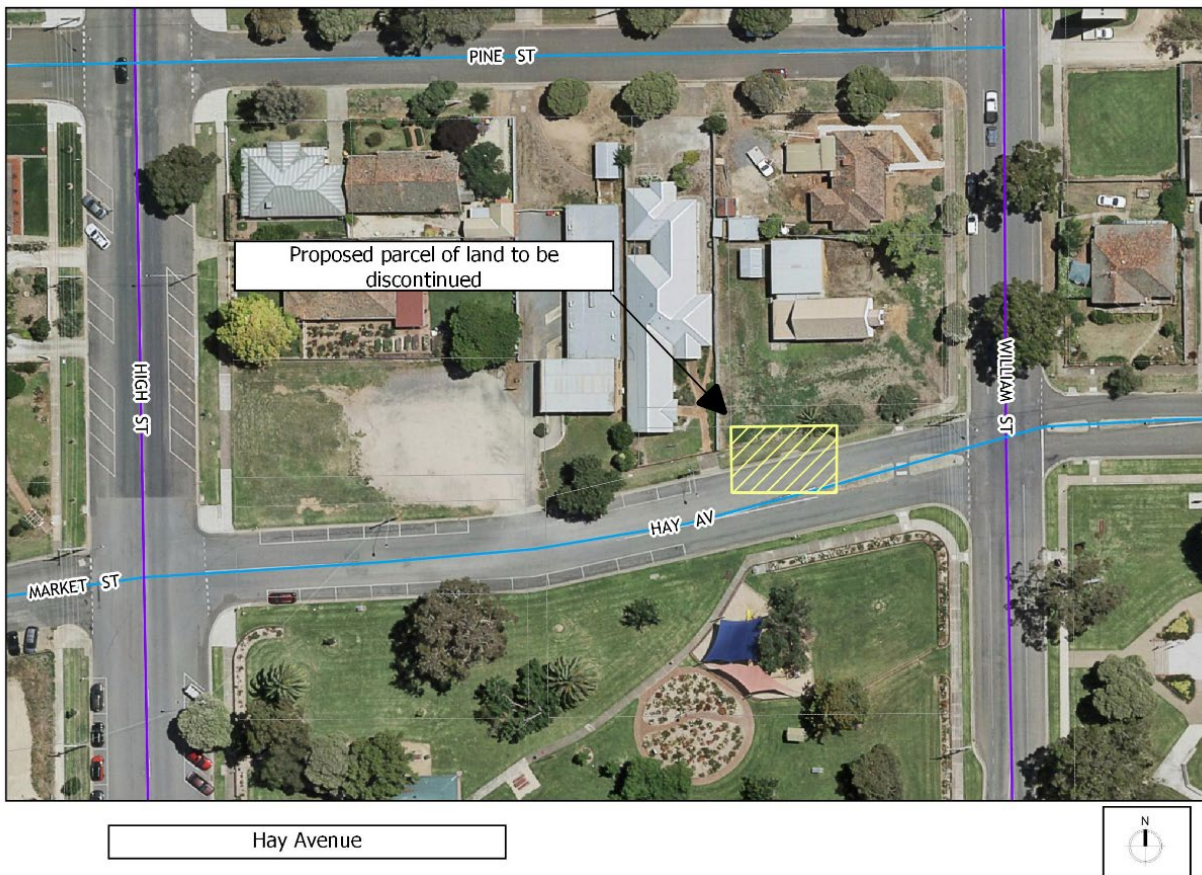 PINE ST
Proposed parcel of land to be
discontinued
HIGH ST
WILLIAM ST
HAY AV
MARKET ST
Hay Avenue
N